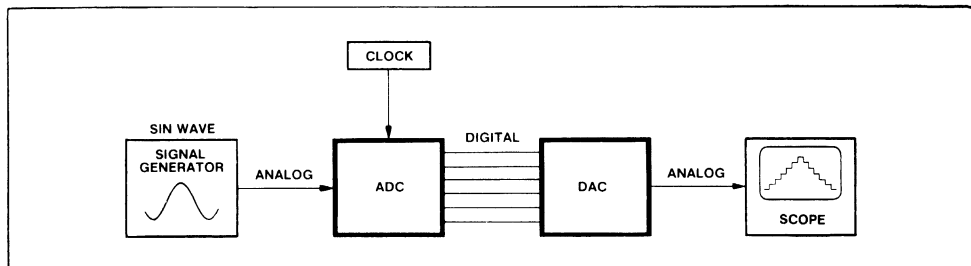 CLOCK
SIN WAVE
SIGNAL
GENERATOR
ANALOG
ADC
DIGITAL
DAC
ANALOG
SCOPE